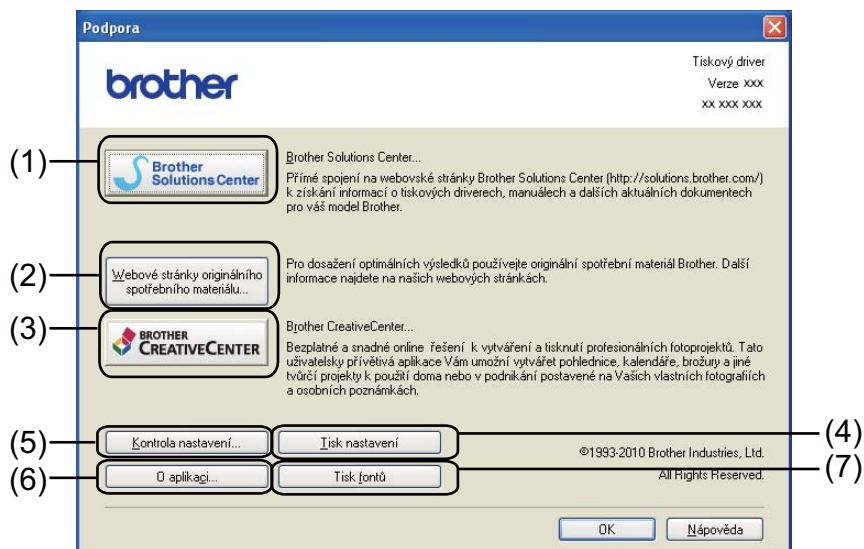 Podpora
brother
Tiskový driver
Verze xxx
xx xxx xxx
(1)
Brother
Solutions Center
Brother Solutions Center...
Přímé spojení na webovské stránky Brother Solutions Center (http://solutions.brother.com/)
k získání informací o tiskových driverech, manuálech a dalších aktuálních dokumentech
pro váš model Brother.
(2)
Webové stránky originálního
spotřebního materiálu...
Pro dosažení optimálních výsledků používejte originální spotřební materiál Brother. Další
informace najdete na našich webových stránkách.
(3)
BROTHER
CREATIVECENTER
Brother CreativeCenter...
Bezplatné a snadné online řešení k vytváření a tisknutí profesionálních fotoprojektů. Tato
uživatelsky přívětivá aplikace Vám umožní vytvářet pohlednice, kalendáře, brožury a jiné
tvůrčí projekty k použití doma nebo v podnikání postavené na Vašich vlastních fotografiích
a osobních poznámkách.
(5)
Kontrola nastavení...
Tisk nastavení
(4)
©1993-2010 Brother Industries, Ltd.
(6)
O aplikaci...
Tisk fontů
All Rights Reserved.
(7)
OK
Nápověda